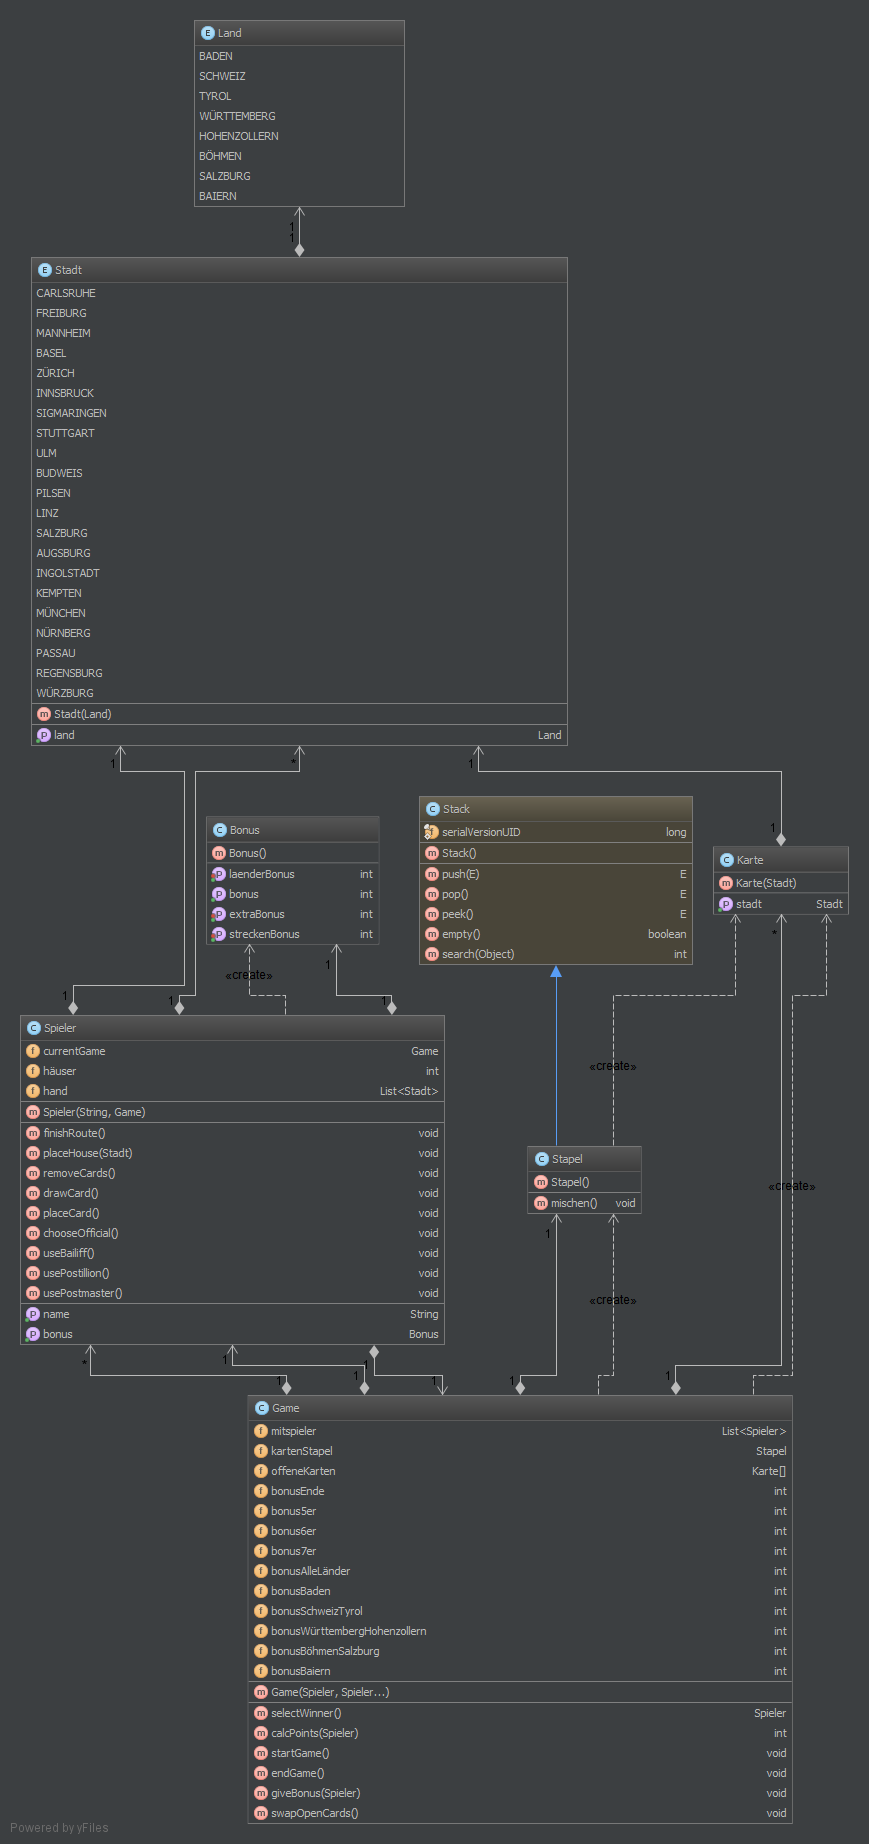 Land
BADEN
SCHWEIZ
TYROL
WÜRTTEMBERG
HOHENZOLLERN
BÖHMEN
SALZBURG
BAIERN
1
1
Stadt
CARLSRUHE
FREIBURG
MANNHEIM
BASEL
ZÜRICH
INNSBRUCK
SIGMARINGEN
STUTTGART
ULM
BUDWEIS
PILSEN
LINZ
SALZBURG
AUGSBURG
INGOLSTADT
KEMPTEN
MÜNCHEN
NÜRNBERG
PASSAU
REGENSBURG
WÜRZBURG
Stadt(Land)
land Land
1 * 1
1
Bonus
Bonus()
laenderBonus int
bonus int
extraBonus int
streckenBonus int
Stack
serialVersionUID long
Stack()
push(E) E
pop() E
peek() E
empty() boolean
search(Object) int
Karte
Karte(Stadt)
stadt Stadt
*
1
«create»
1 1 1
Spieler
currentGame Game
häuser int
hand List<Stadt>
Spieler(String, Game)
finishRoute() void
placeHouse(Stadt) void
removeCards() void
drawCard() void
placeCard() void
chooseOfficial() void
useBailiff() void
usePostillion() void
usePostmaster() void
name String
bonus Bonus
«create»
Stapel
Stapel()
mischen() void
«create»
1
«create»
* 1 1
1 1 1 1 1
Game
mitspieler List<Spieler>
kartenStapel Stapel
offeneKarten Karte[]
bonusEnde int
bonus5er int
bonus6er int
bonus7er int
bonusAlleLänder int
bonusBaden int
bonusSchweizTyrol int
bonusWürttembergHohenzollern int
bonusBöhmenSalzburg int
bonusBaiern int
Game(Spieler, Spieler...)
selectWinner() Spieler
calcPoints(Spieler) int
startGame() void
endGame() void
giveBonus(Spieler) void
swapOpenCards() void
Powered by yFiles